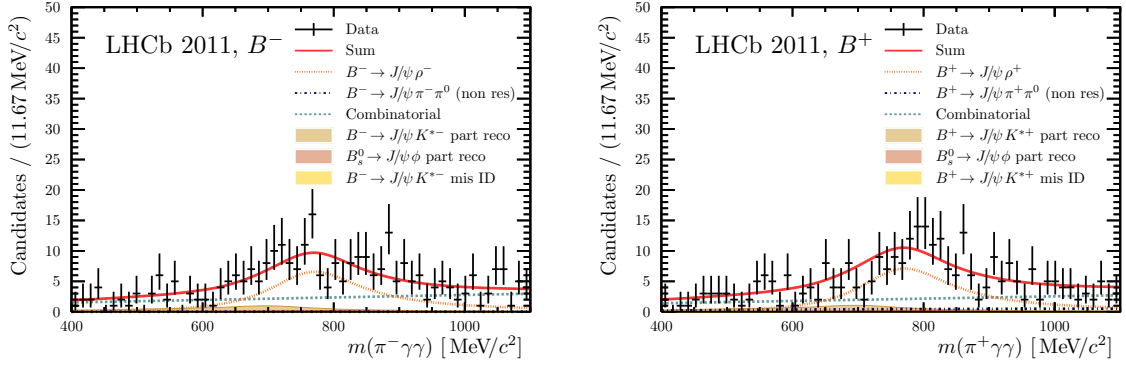 LHCb 2011, B⁻
Data
Sum
B⁻ → J/ψ ρ⁻
B⁻ → J/ψ π⁻π⁰ (non res)
Combinatorial
B⁻ → J/ψ K*⁻ part reco
B⁰ₛ → J/ψ ϕ part reco
B⁻ → J/ψ K*⁻ mis ID
Candidates / (11.67 MeV/c²)
50
45
40
35
30
25
20
15
10
5
0
400 600 800 1000
m(π⁻γγ) [MeV/c²]
LHCb 2011, B⁺
Data
Sum
B⁺ → J/ψ ρ⁺
B⁺ → J/ψ π⁺π⁰ (non res)
Combinatorial
B⁺ → J/ψ K*⁺ part reco
B⁰ₛ → J/ψ ϕ part reco
B⁺ → J/ψ K*⁺ mis ID
Candidates / (11.67 MeV/c²)
50
45
40
35
30
25
20
15
10
5
0
400 600 800 1000
m(π⁺γγ) [MeV/c²]